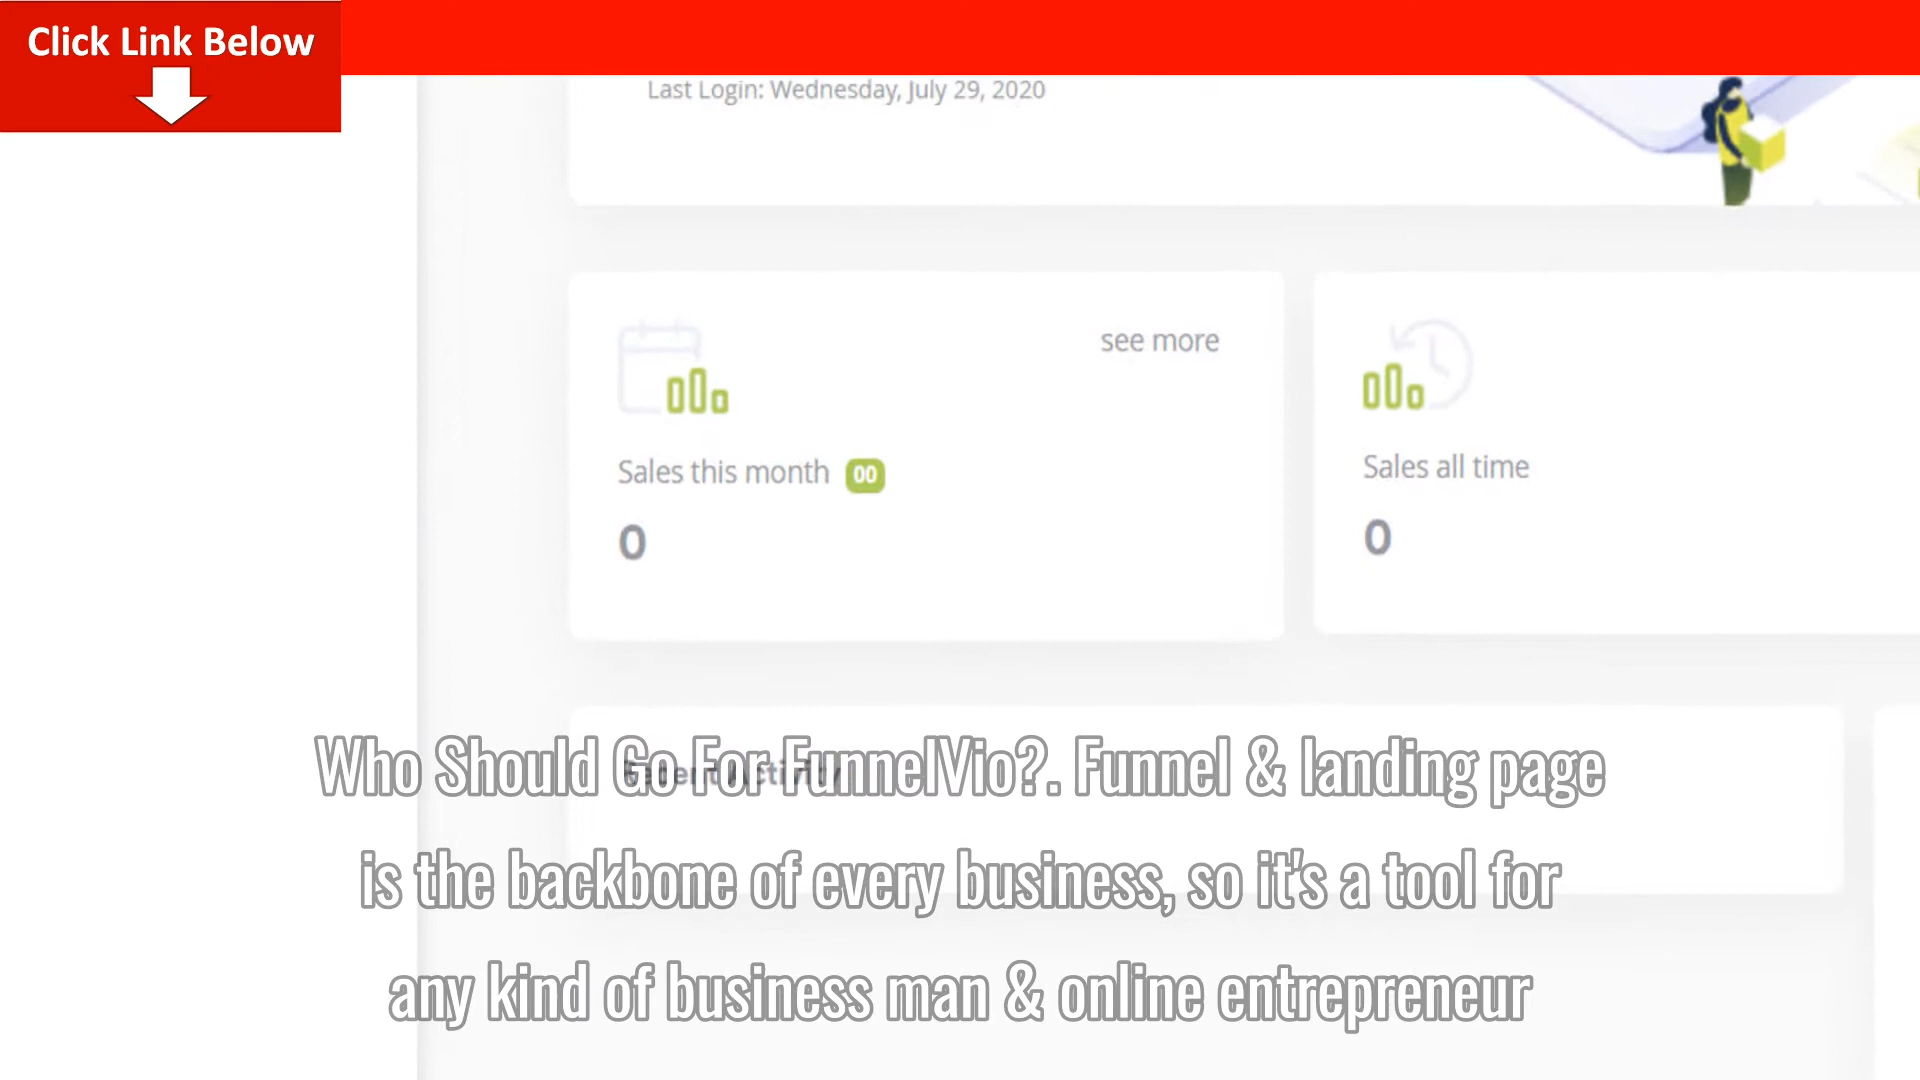 Click Link Below
Last Login: Wednesday, July 29, 2020
see more
Sales this month 00
0
Sales all time
0
Recent Activity
Who Should Go For FunnelVio?. Funnel & landing page
is the backbone of every business, so it's a tool for
any kind of business man & online entrepreneur